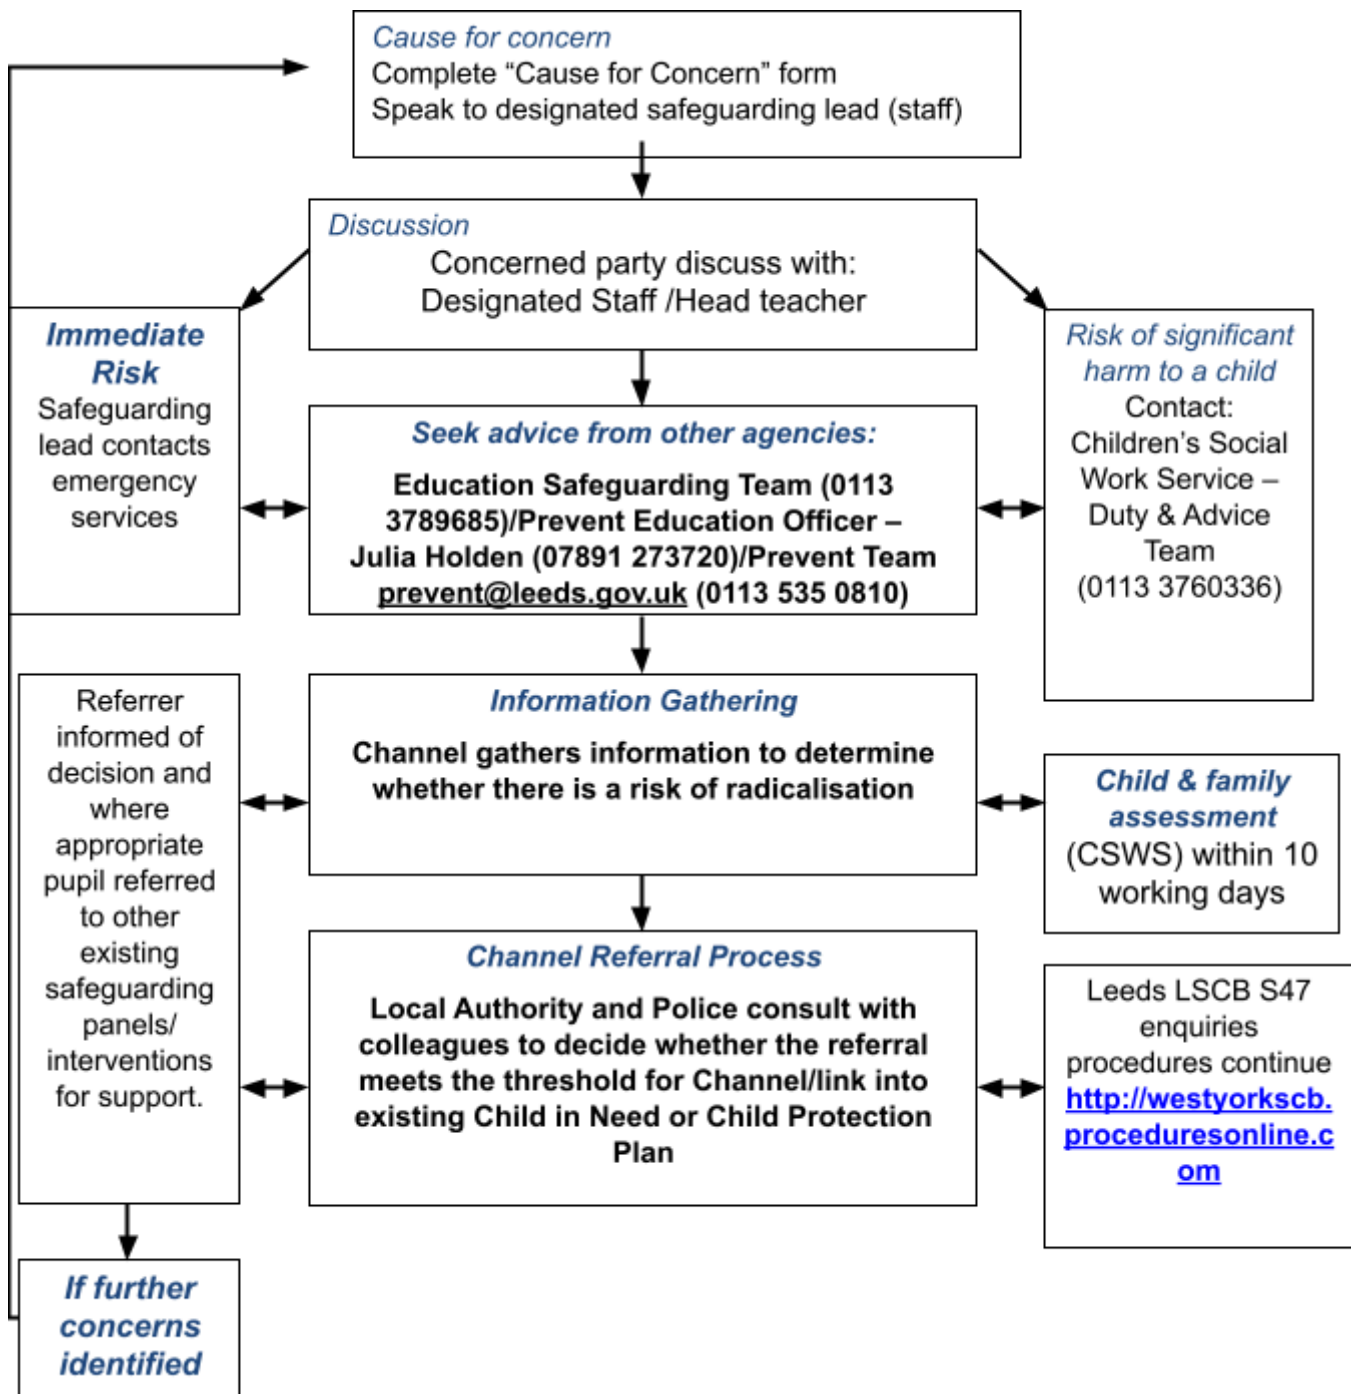 Cause for concern
Complete “Cause for Concern” form
Speak to designated safeguarding lead (staff)
Discussion
Concerned party discuss with:
Designated Staff /Head teacher
Immediate
Risk
Safeguarding
lead contacts
emergency
services
Seek advice from other agencies:
Education Safeguarding Team (0113
3789685)/Prevent Education Officer –
Julia Holden (07891 273720)/Prevent Team
prevent@leeds.gov.uk (0113 535 0810)
Risk of significant
harm to a child
Contact:
Children’s Social
Work Service –
Duty & Advice
Team
(0113 3760336)
Referrer
informed of
decision and
where
appropriate
pupil referred
to other
existing
safeguarding
panels/
interventions
for support.
Information Gathering
Channel gathers information to determine
whether there is a risk of radicalisation
Child & family
assessment
(CSWS) within 10
working days
Channel Referral Process
Local Authority and Police consult with
colleagues to decide whether the referral
meets the threshold for Channel/link into
existing Child in Need or Child Protection
Plan
Leeds LSCB S47
enquiries
procedures continue
http://westyorkscb.
proceduresonline.c
om
If further
concerns
identified